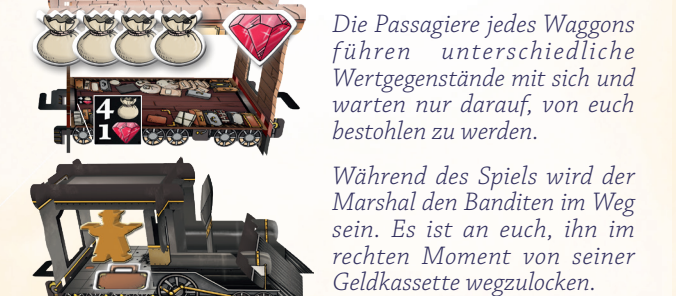 4
1
Die Passagiere jedes Waggons
führen unterschiedliche
Wertgegenstände mit sich und
warten nur darauf, von euch
bestohlen zu werden.
Während des Spiels wird der
Marshal den Banditen im Weg
sein. Es ist an euch, ihn im
rechten Moment von seiner
Geldkassette wegzulocken.